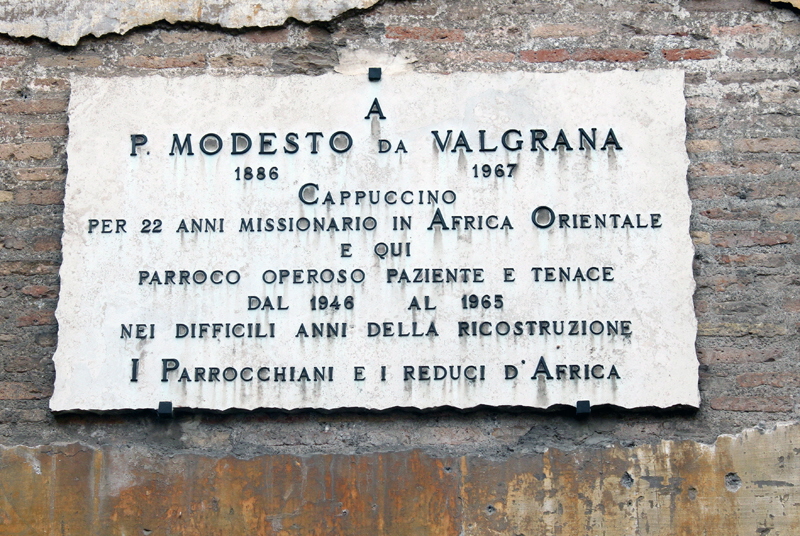 A
P. MODESTO DA VALGRANA
1886 1967
CAPPUCCINO
PER 22 ANNI MISSIONARIO IN AFRICA ORIENTALE
E QUI
PARROCO OPEROSO PAZIENTE E TENACE
DAL 1946 AL 1965
NEI DIFFICILI ANNI DELLA RICOSTRUZIONE
I PARROCCHIANI E I REDUCI D'AFRICA